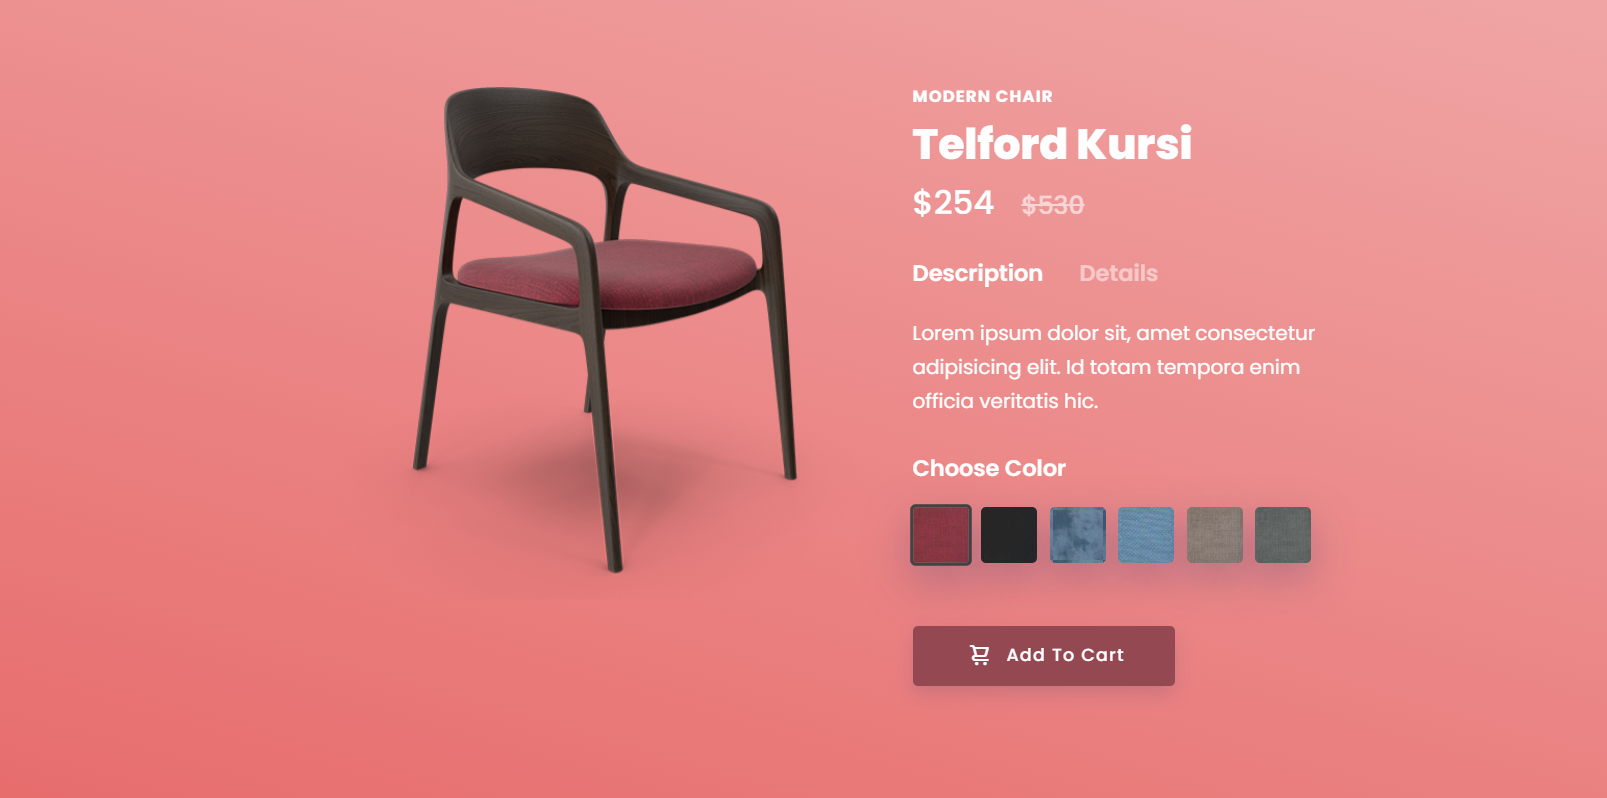 MODERN CHAIR
Telford Kursi
$254 $530
Description Details
Lorem ipsum dolor sit, amet consectetur
adipisicing elit. Id totam tempora enim
officia veritatis hic.
Choose Color
Add To Cart